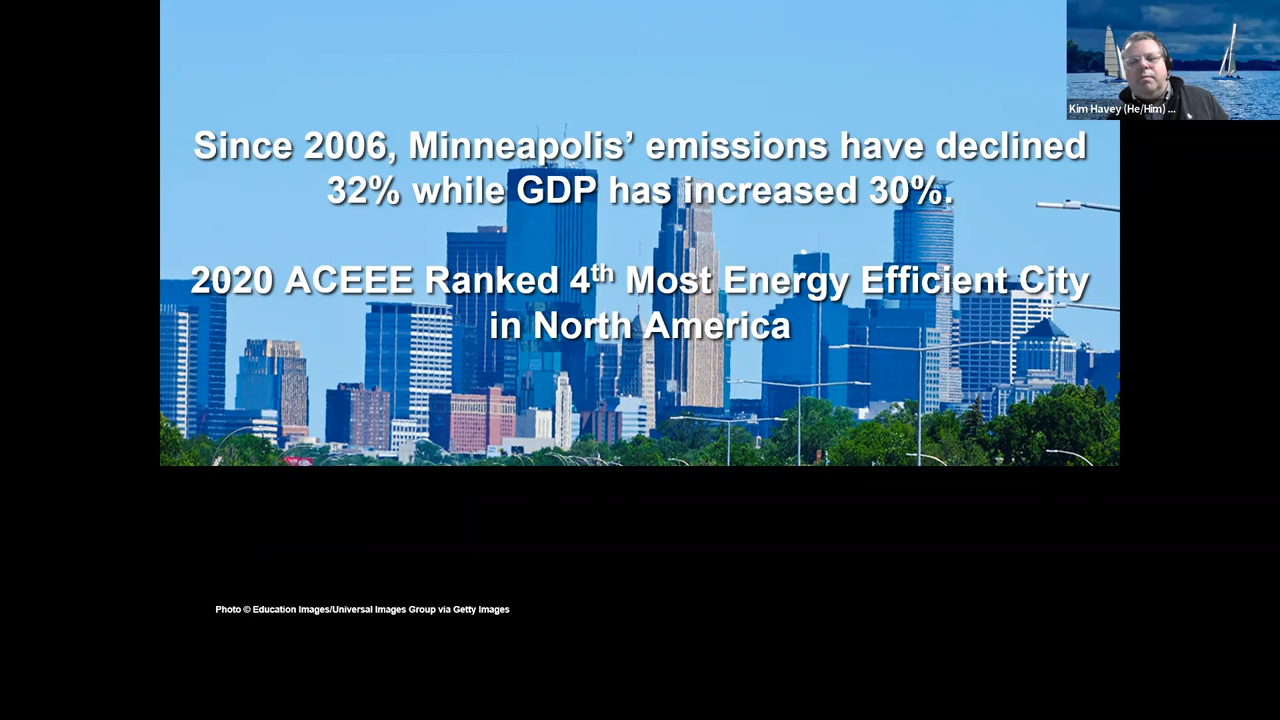 Since 2006, Minneapolis’ emissions have declined
32% while GDP has increased 30%.
2020 ACEEE Ranked 4th Most Energy Efficient City
in North America
Kim Havey (He/Him) ...
Photo © Education Images/Universal Images Group via Getty Images